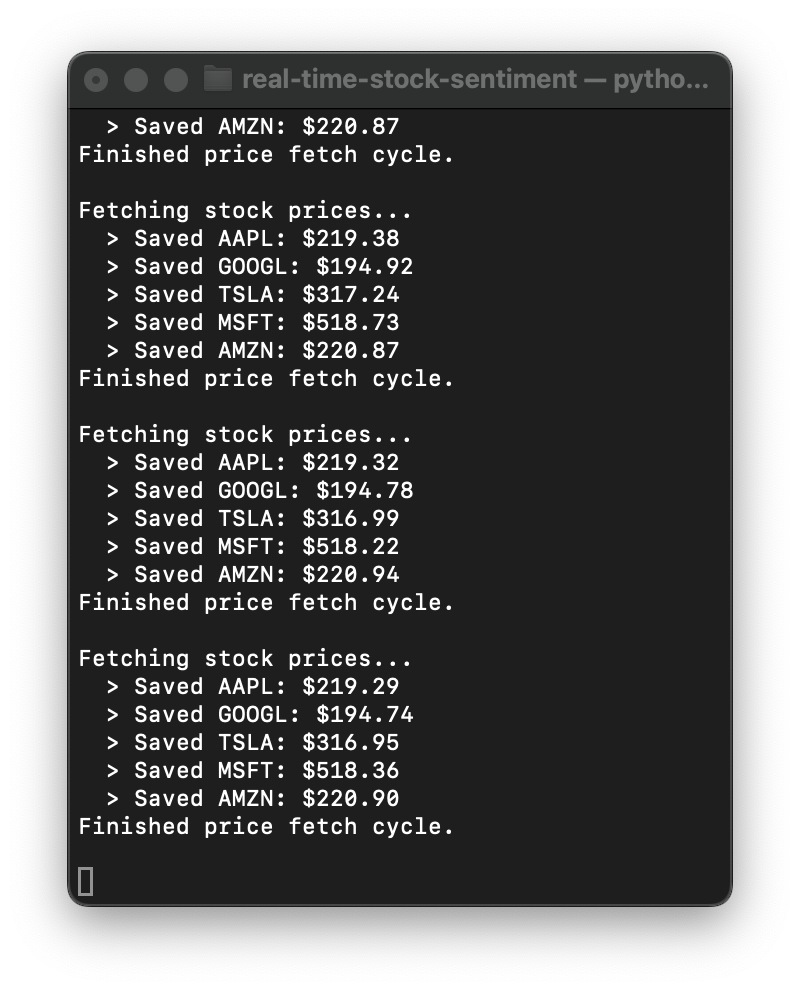 real-time-stock-sentiment — pytho...
  > Saved AMZN: $220.87
Finished price fetch cycle.

Fetching stock prices...
  > Saved AAPL: $219.38
  > Saved GOOGL: $194.92
  > Saved TSLA: $317.24
  > Saved MSFT: $518.73
  > Saved AMZN: $220.87
Finished price fetch cycle.

Fetching stock prices...
  > Saved AAPL: $219.32
  > Saved GOOGL: $194.78
  > Saved TSLA: $316.99
  > Saved MSFT: $518.22
  > Saved AMZN: $220.94
Finished price fetch cycle.

Fetching stock prices...
  > Saved AAPL: $219.29
  > Saved GOOGL: $194.74
  > Saved TSLA: $316.95
  > Saved MSFT: $518.36
  > Saved AMZN: $220.90
Finished price fetch cycle.